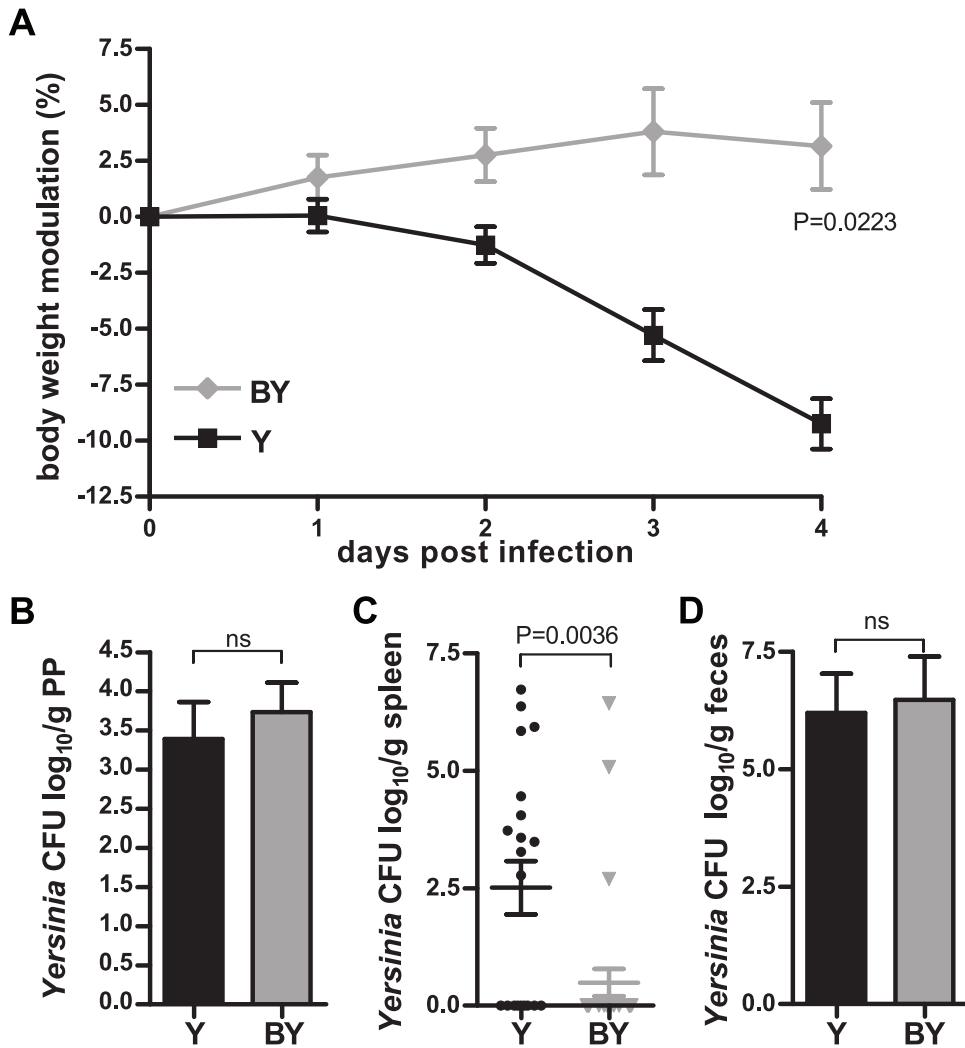 A
body weight modulation (%)
7.5
5.0
2.5
0.0
-2.5
-5.0
-7.5
-10.0
-12.5
P=0.0223
BY
Y
0 1 2 3 4
days post infection
B
Yersinia CFU log10/g PP
4.5
4.0
3.5
3.0
2.5
2.0
1.5
1.0
0.5
0.0
ns
Y BY
C
Yersinia CFU log10/g spleen
P=0.0036
7.5
5.0
2.5
0.0
Y BY
D
Yersinia CFU log10/g feces
7.5
5.0
2.5
0.0
ns
Y BY